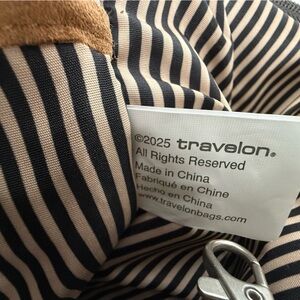 ©2025 travelon®
All Rights Reserved
Made in China
Fabriqué en Chine
Hecho en China
www.travelonbags.com